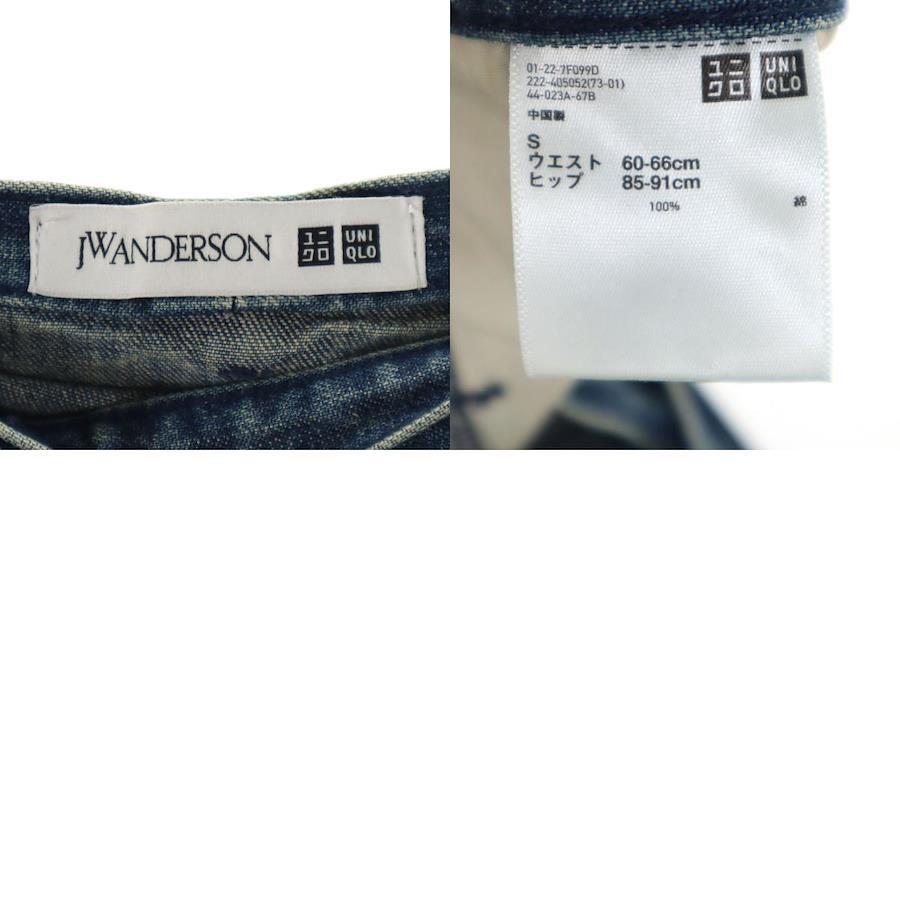 JWANDERSON ユニクロ UNIQLO
01-22-7F099D
222-405052(73-01)
44-023A-67B
ユニクロ UNIQLO
中国製
S
ウエスト 60-66cm
ヒップ 85-91cm
100% 綿